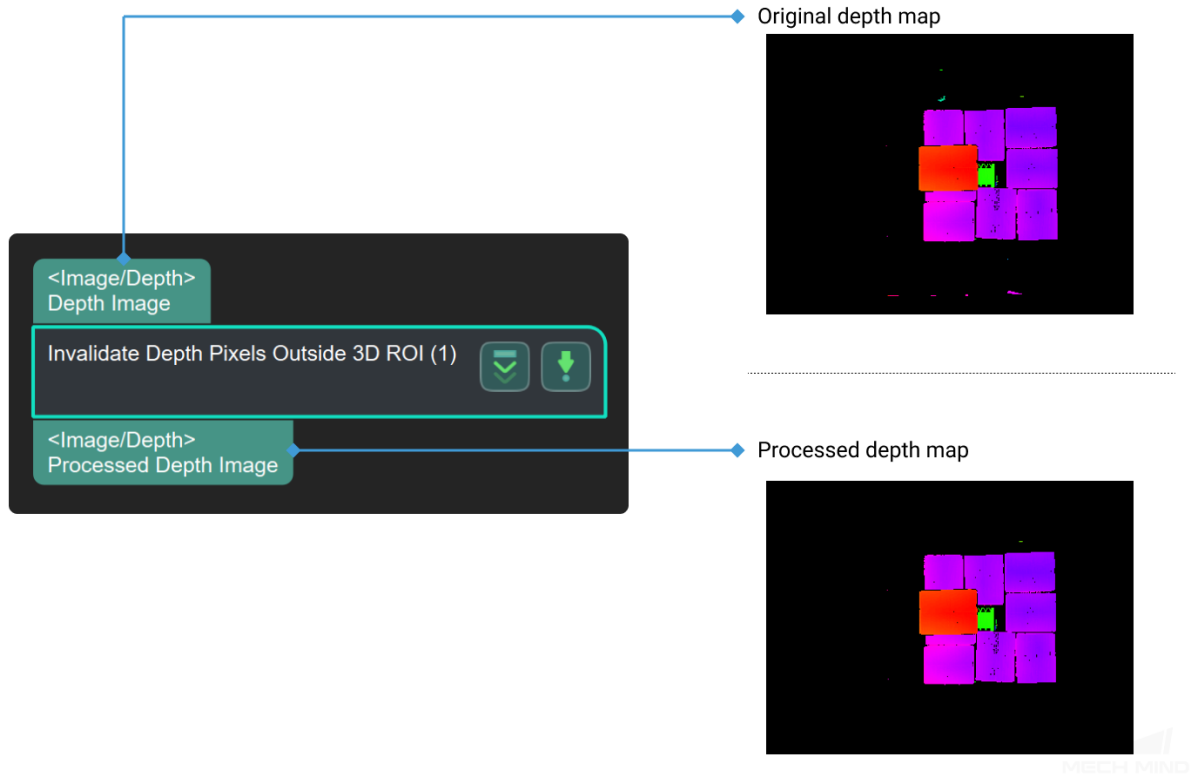 Original depth map
<Image/Depth>
Depth Image
Invalidate Depth Pixels Outside 3D ROI (1)
<Image/Depth>
Processed Depth Image
Processed depth map
MECH MIND